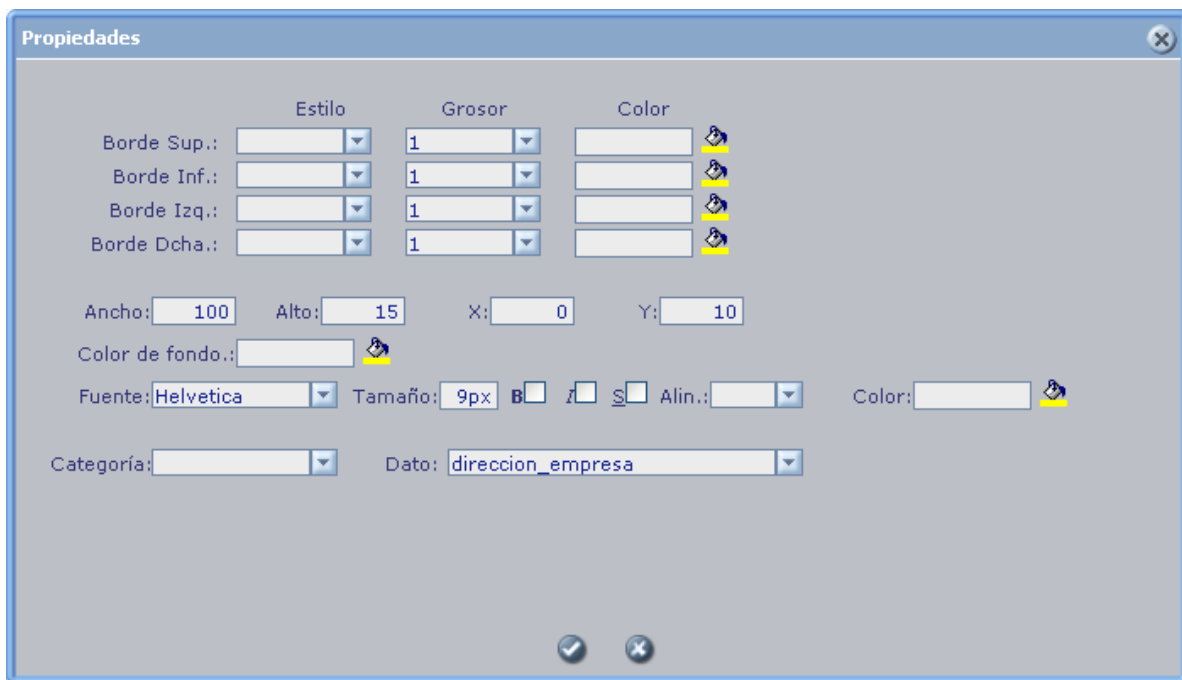 Propiedades
Estilo Grosor Color
Borde Sup.: 1
Borde Inf.: 1
Borde Izq.: 1
Borde Dcha.: 1
Ancho: 100 Alto: 15 X: 0 Y: 10
Color de fondo.:
Fuente: Helvetica Tamaño: 9px B I S Alin.: Color:
Categoría: Dato: direccion_empresa